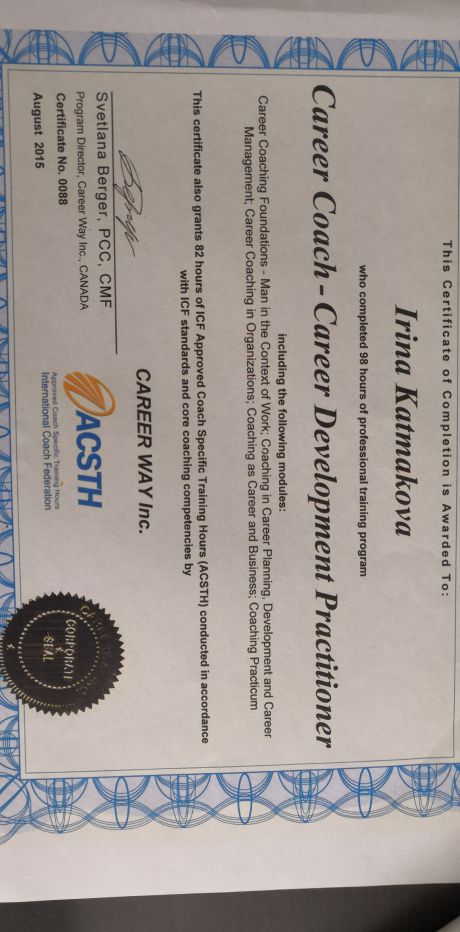 This Certificate of Completion is Awarded To:
Irina Katmakova
who completed 98 hours of professional training program
Career Coach - Career Development Practitioner
including the following modules:
Career Coaching Foundations - Man in the Context of Work; Coaching in Career Planning, Development and Career
Management; Career Coaching in Organizations; Coaching as Career and Business; Coaching Practicum
This certificate also grants 82 hours of ICF Approved Coach Specific Training Hours (ACSTH) conducted in accordance
with ICF standards and core coaching competencies by
CAREER WAY Inc.
Svetlana Berger, PCC, CMF
Program Director, Career Way Inc., CANADA
Certificate No. 0088
August 2015
ACSTH
Approved Coach Specific Training Hours
International Coach Federation
CORPORATE
SEAL